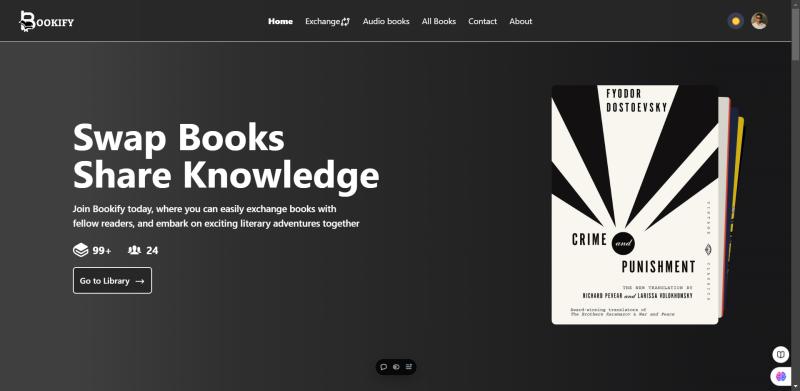 BOOKIFY
Home Exchange Audio books All Books Contact About
FYODOR
DOSTOEVSKY
Swap Books
Share Knowledge
Join Bookify today, where you can easily exchange books with
fellow readers, and embark on exciting literary adventures together
99+ 24
Go to Library →
CRIME and
PUNISHMENT
VINTAGE
CLASSICS
THE NEW TRANSLATION BY
RICHARD PEVEAR and LARISSA VOLOKHONSKY
Award-winning translators of
The Brothers Karamazov & War and Peace